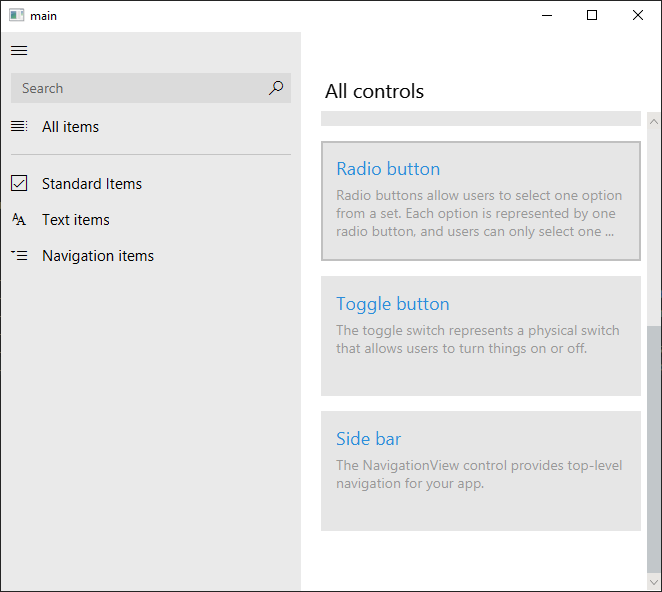 main
Search
All items
Standard Items
Text items
Navigation items
All controls
Radio button
Radio buttons allow users to select one option
from a set. Each option is represented by one
radio button, and users can only select one ...
Toggle button
The toggle switch represents a physical switch
that allows users to turn things on or off.
Side bar
The NavigationView control provides top-level
navigation for your app.